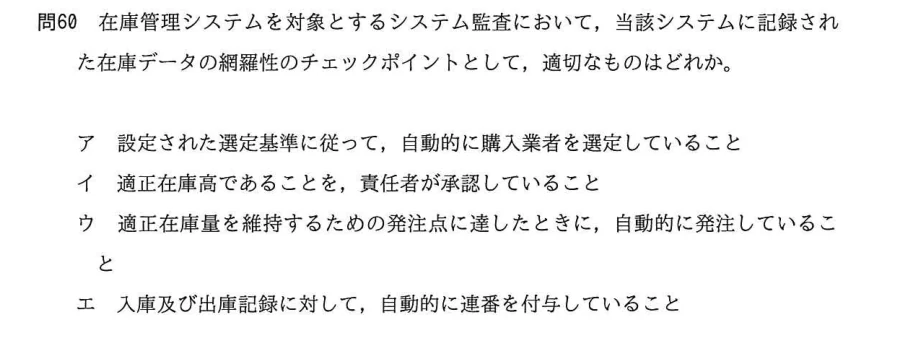 問60　在庫管理システムを対象とするシステム監査において，当該システムに記録され
た在庫データの網羅性のチェックポイントとして，適切なものはどれか。
ア　設定された選定基準に従って，自動的に購入業者を選定していること
イ　適正在庫高であることを，責任者が承認していること
ウ　適正在庫量を維持するための発注点に達したときに，自動的に発注しているこ
と
エ　入庫及び出庫記録に対して，自動的に連番を付与していること